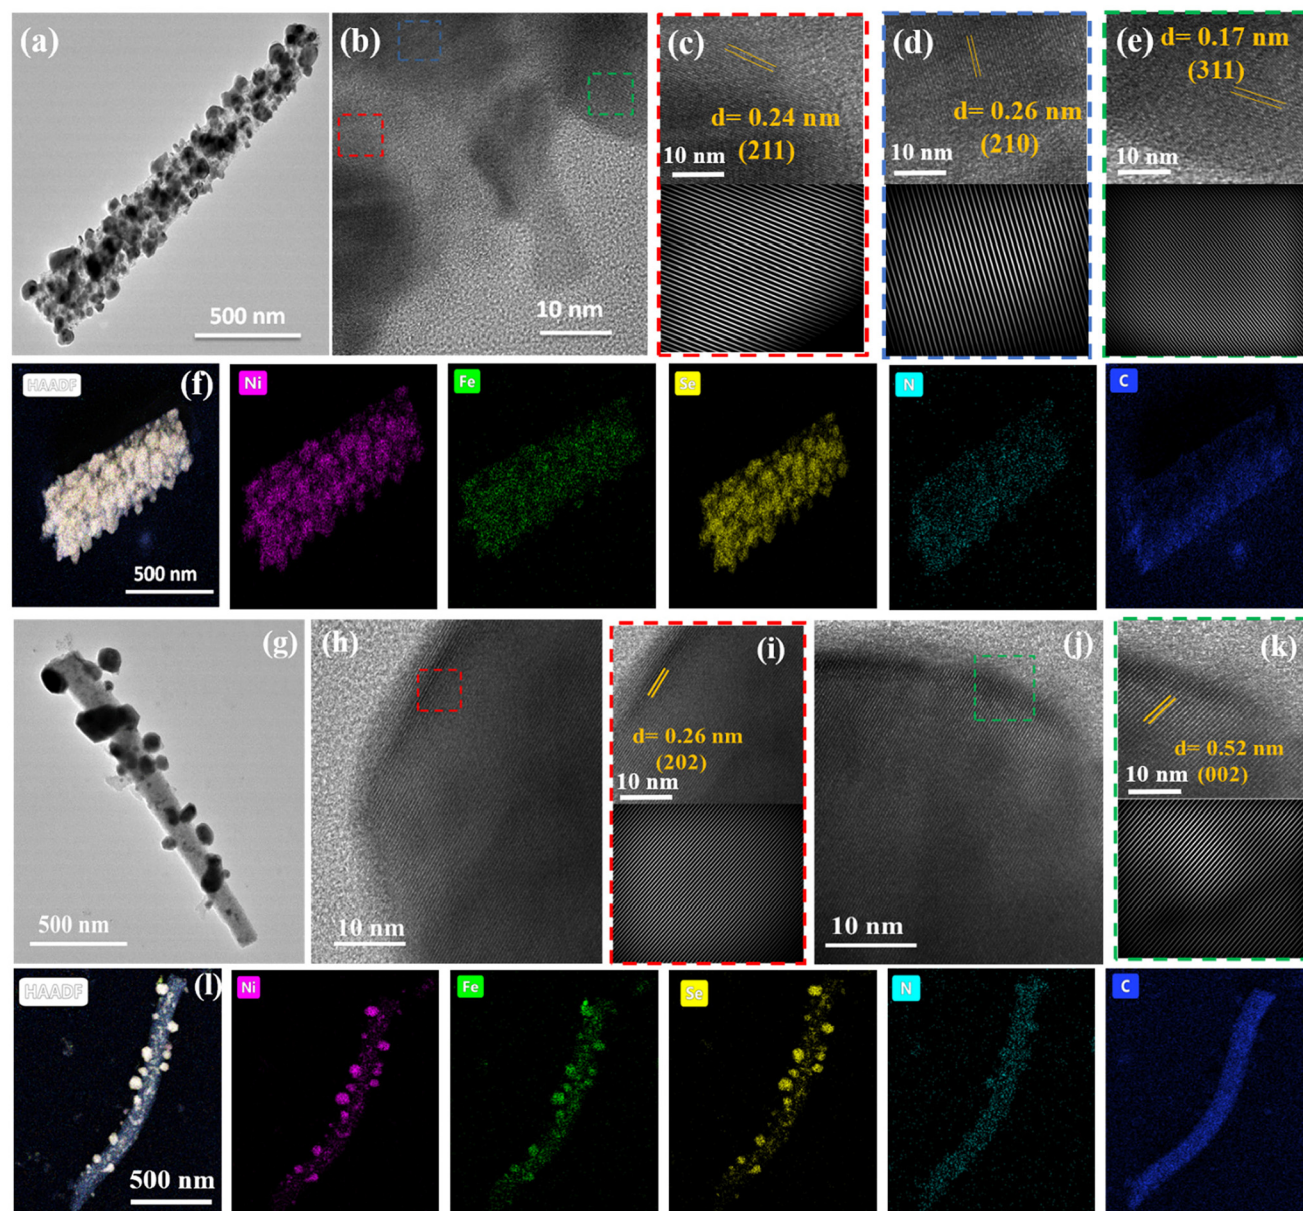 (a)
500 nm
(b)
10 nm
(c)
d= 0.24 nm
(211)
10 nm
(d)
d= 0.26 nm
(210)
10 nm
(e)
d= 0.17 nm
(311)
10 nm
HAADF
(f)
500 nm
Ni
Fe
Se
N
C
(g)
500 nm
(h)
10 nm
(i)
d= 0.26 nm
(202)
10 nm
(j)
10 nm
(k)
d= 0.52 nm
(002)
10 nm
HAADF
(l)
500 nm
Ni
Fe
Se
N
C